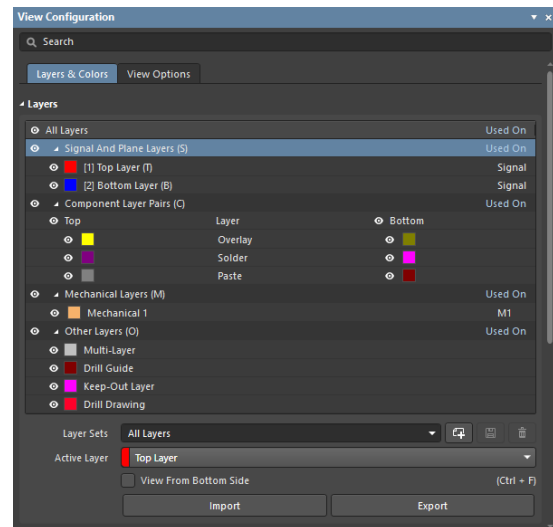 View Configuration
Search
Layers & Colors View Options
Layers
All Layers Used On
Signal And Plane Layers (S) Used On
[1] Top Layer (T) Signal
[2] Bottom Layer (B) Signal
Component Layer Pairs (C) Used On
Top Layer Bottom
Overlay
Solder
Paste
Mechanical Layers (M) Used On
Mechanical 1 M1
Other Layers (O) Used On
Multi-Layer
Drill Guide
Keep-Out Layer
Drill Drawing
Layer Sets All Layers
Active Layer Top Layer
View From Bottom Side (Ctrl + F)
Import Export